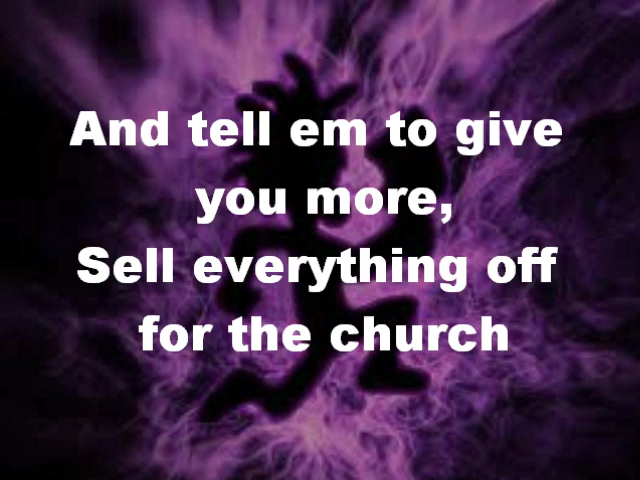 And tell em to give
you more,
Sell everything off
for the church